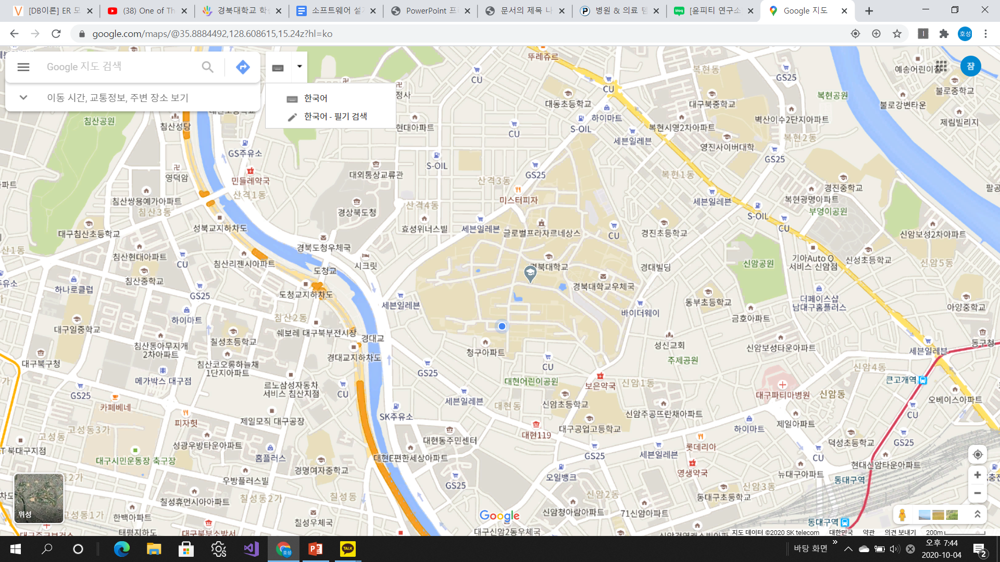 [DB이론] ER 모
(38) One of Th
경북대학교 학습
소프트웨어 설계
PowerPoint 프
문서의 제목 나
병원 & 의료 템
[윤피티 연구소
Google 지도
google.com/maps/@35.8884492,128.608615,15.24z?hl=ko
호성
Google 지도 검색
이동 시간, 교통정보, 주변 장소 보기
한국어
한국어 - 필기 검색
쟘
뚜레쥬르
CU
CU
복현동
GS25
예송어린이집
불로중학교
대동초등학교
대구북중학교
복현공원
불로강변타운
침산공원
침산성당
현대아파트
CU
S-OIL
하이마트
복현시영2차아파트
벽산이수2단지아파트
제림빌리지
세븐일레븐
영진사이버대학
복현2동
GS주유소
S-OIL
GS25
영덕암
민들레약국
대외통상교류관
산격3동
GS25
복현1동
경진중학교
침산쌍용예가아파트
산격1동
미스터피자
세븐일레븐
복현광명아파트
침산3동
경상북도청
산격4동
S-OIL
부엉이공원
성북교지하차도
효성위너스빌
세븐일레븐
글로벌프라자르네상스
CU
경진초등학교
CU
신암보성2차아파트
대구침산초등학교
경북도청우체국
침산현대아파트
CU
침산리젠시아파트
시크릿
경북대학교
경대빌딩
신암공원
기아Auto Q
서비스 신암점
신성초등학교
신암5동
도청교
침산중학교
하나로클럽
GS25
도청교지하차도
경북대학교우체국
세븐일레븐
동부초등학교
더페이스샵
남대구홈플러스
아양중학교
하이마트
침산2동
바이더웨이
금호아파트
대구일중학교
쉐보레 대구북부전시장
칠성초등학교
경대교
성신교회
동구청
침산동아무지개
2차아파트
청구아파트
신암보성타운아파트
세븐일레븐
대구북구청
침산코오롱하늘채
1단지아파트
경대교지하차도
CU
주제공원
신암4동
GS25
메가박스 대구점
대현어린이공원
보은약국
신암1동
큰고개역
르노삼성자동차
서비스 침산지점
GS25
CU
대구파티마병원
신암동
세븐일레븐
대현동
신암초등학교
오베이스아파트
카페베네
신암주공뜨란채아파트
CU
SK주유소
제일모직 대구공장
피자헛
제일아파트
고성동3가
고성동
대현119
대구공업고등학교
하이마트
대현동주민센터
성광우방타운아파트
롯데리아
덕성초등학교
GS25
북대구지점
홈플러스
대현E편한세상아파트
GS25
세븐일레븐
CU
대구시민운동장 축구장
현대신암타운아파트
경명여자중학교
오일뱅크
영생약국
뉴대구아파트
동대구역
우방플러스빌
GS25
신암3동
칠성동
신암2동
대구동대구초등학교
칠성동2가
칠성휴먼시아아파트
신암청아람아파트
71신암아파트
위성
한백아파트
칠성우체국
Google
동대구역
태평지하도
대구북부소방서
대구신암2동우체국
지도 데이터 ©2020 SK telecom
대한민국
약관
의견 보내기
200m
바탕 화면
오후 7:44
2020-10-04
2